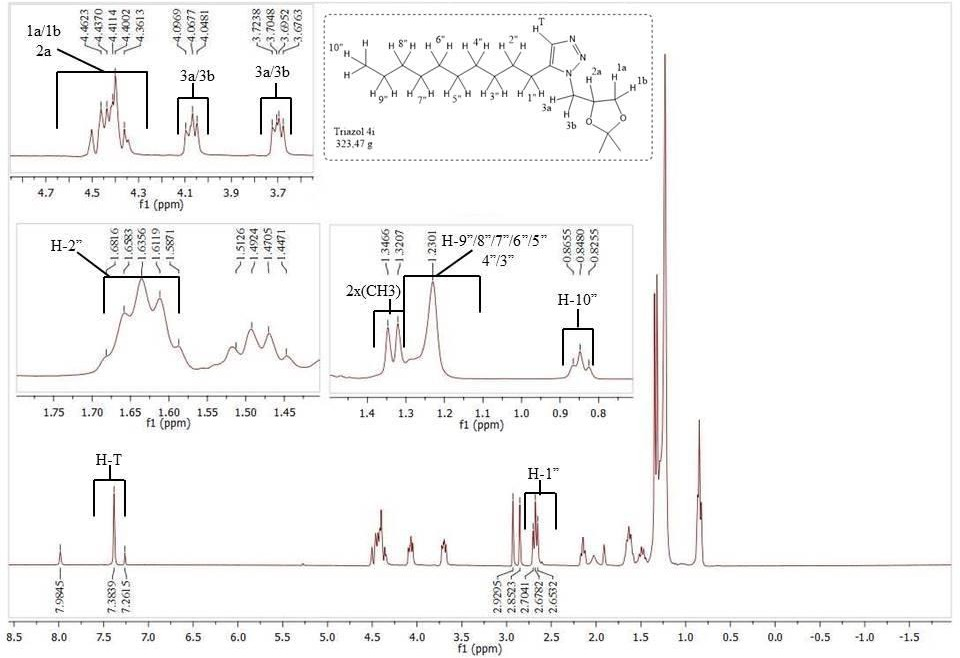 1a/1b
2a
4.4623
4.4370
4.4114
4.4002
4.3613
4.0969
4.0677
4.0481
3.7238
3.7048
3.6952
3.6763
3a/3b
3a/3b
4.7 4.5 4.3 4.1 3.9 3.7
f1 (ppm)
H T
N
N
N
10" H H H 8" H H 6" H H 4" H H 2" H
H H
H 9" H H 7" H H 5" H H 3" H H 1" H
2a H 1a H
H 1b
3a H
H 3b
O O
Triazol 4i
323,47 g
H-2"
1.6816
1.6583
1.6356
1.6119
1.5871
1.5126
1.4924
1.4705
1.4471
1.75 1.70 1.65 1.60 1.55 1.50 1.45
f1 (ppm)
1.3466
1.3207
1.2301
H-9"/8"/7"/6"/5"
4"/3"
2x(CH3)
0.8655
0.8480
0.8255
H-10"
1.4 1.3 1.2 1.1 1.0 0.9 0.8
f1 (ppm)
H-T
H-1"
7.9845
7.3839
7.2615
2.9295
2.8523
2.7041
2.6782
2.6532
8.5 8.0 7.5 7.0 6.5 6.0 5.5 5.0 4.5 4.0 3.5 3.0 2.5 2.0 1.5 1.0 0.5 0.0 -0.5 -1.0 -1.5
f1 (ppm)